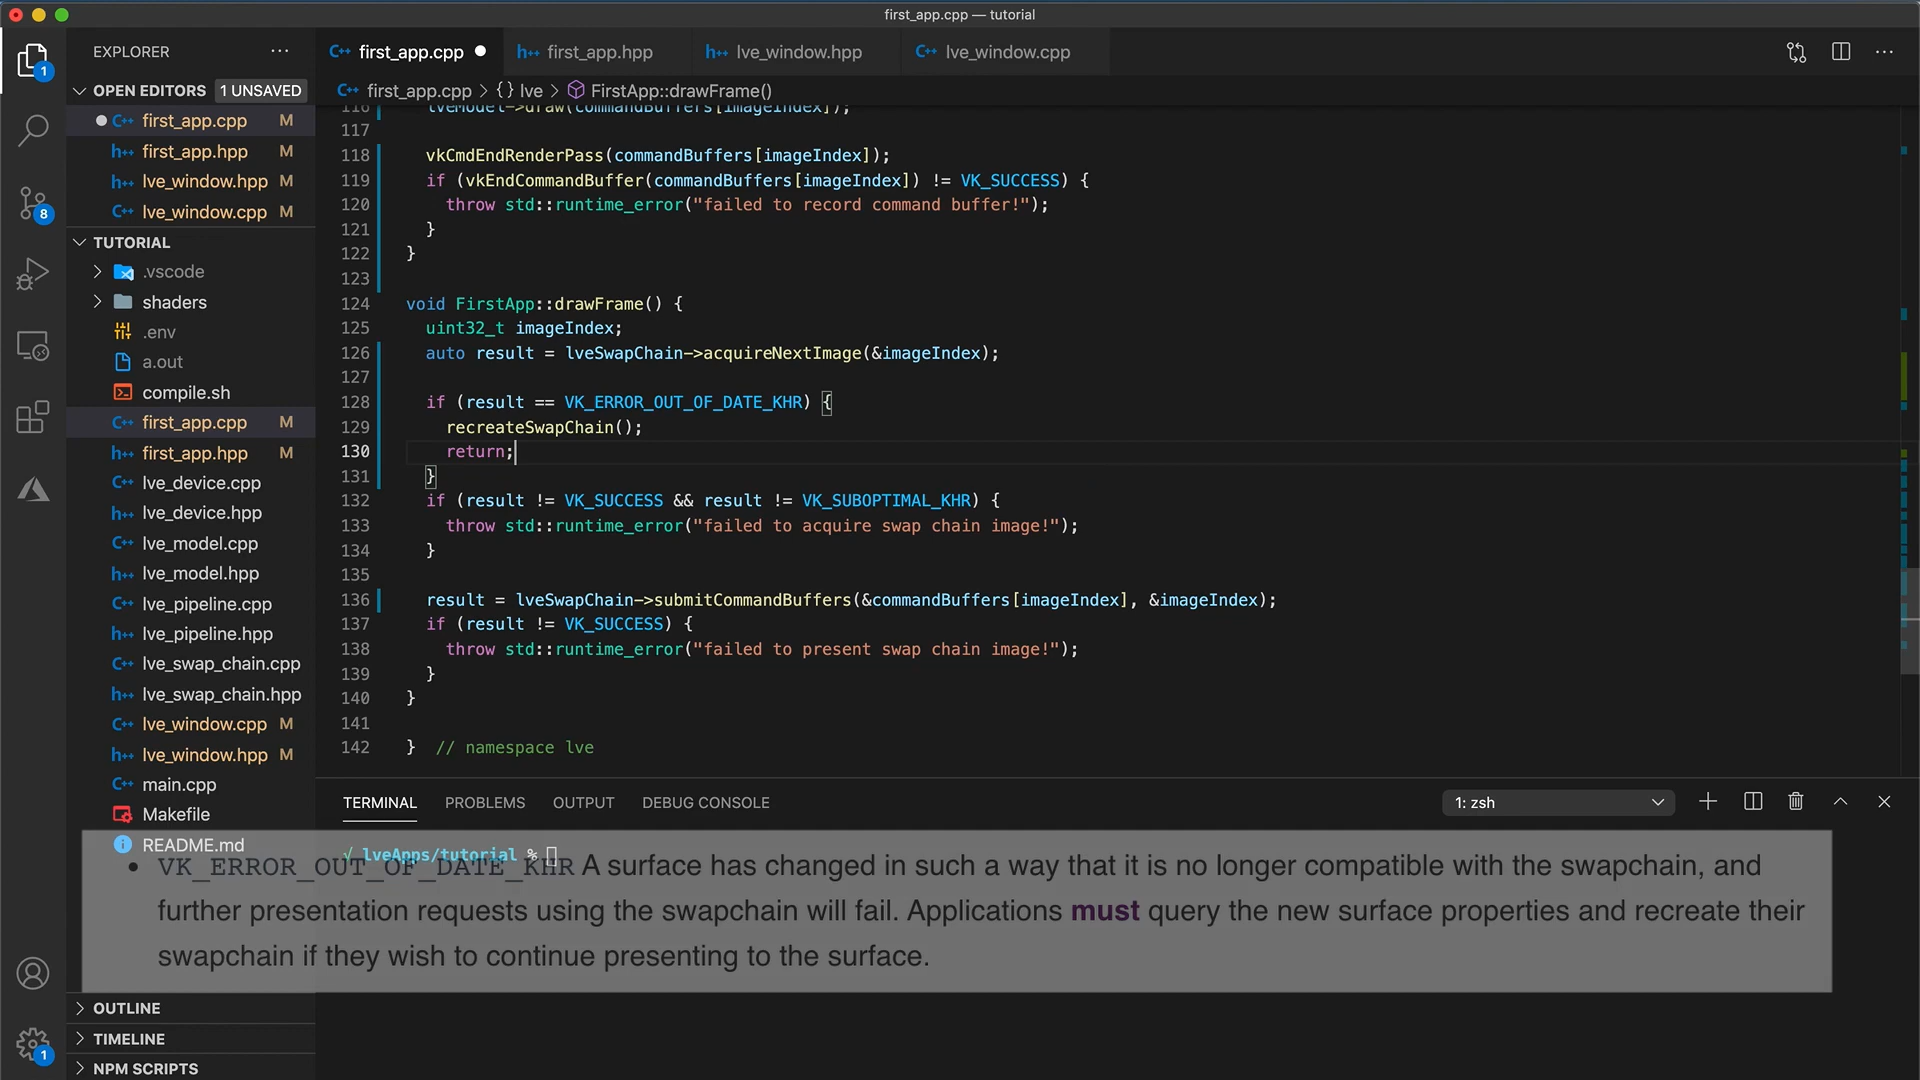 first_app.cpp — tutorial
EXPLORER ···
OPEN EDITORS 1 UNSAVED
first_app.cpp M
first_app.hpp M
lve_window.hpp M
lve_window.cpp M
TUTORIAL
.vscode
shaders
.env
a.out
compile.sh
first_app.cpp M
first_app.hpp M
lve_device.cpp
lve_device.hpp
lve_model.cpp
lve_model.hpp
lve_pipeline.cpp
lve_pipeline.hpp
lve_swap_chain.cpp
lve_swap_chain.hpp
lve_window.cpp M
lve_window.hpp M
main.cpp
Makefile
README.md
OUTLINE
TIMELINE
NPM SCRIPTS
1
8
1
first_app.cpp first_app.hpp lve_window.hpp lve_window.cpp
first_app.cpp > {} lve > FirstApp::drawFrame()
116 lveModel->draw(commandBuffers[imageIndex]);
117
118 vkCmdEndRenderPass(commandBuffers[imageIndex]);
119 if (vkEndCommandBuffer(commandBuffers[imageIndex]) != VK_SUCCESS) {
120 throw std::runtime_error("failed to record command buffer!");
121 }
122 }
123
124 void FirstApp::drawFrame() {
125 uint32_t imageIndex;
126 auto result = lveSwapChain->acquireNextImage(&imageIndex);
127
128 if (result == VK_ERROR_OUT_OF_DATE_KHR) {
129 recreateSwapChain();
130 return;
131 }
132 if (result != VK_SUCCESS && result != VK_SUBOPTIMAL_KHR) {
133 throw std::runtime_error("failed to acquire swap chain image!");
134 }
135
136 result = lveSwapChain->submitCommandBuffers(&commandBuffers[imageIndex], &imageIndex);
137 if (result != VK_SUCCESS) {
138 throw std::runtime_error("failed to present swap chain image!");
139 }
140 }
141
142 } // namespace lve
TERMINAL PROBLEMS OUTPUT DEBUG CONSOLE 1: zsh
√ lveApps/tutorial %
• VK_ERROR_OUT_OF_DATE_KHR A surface has changed in such a way that it is no longer compatible with the swapchain, and
further presentation requests using the swapchain will fail. Applications must query the new surface properties and recreate their
swapchain if they wish to continue presenting to the surface.